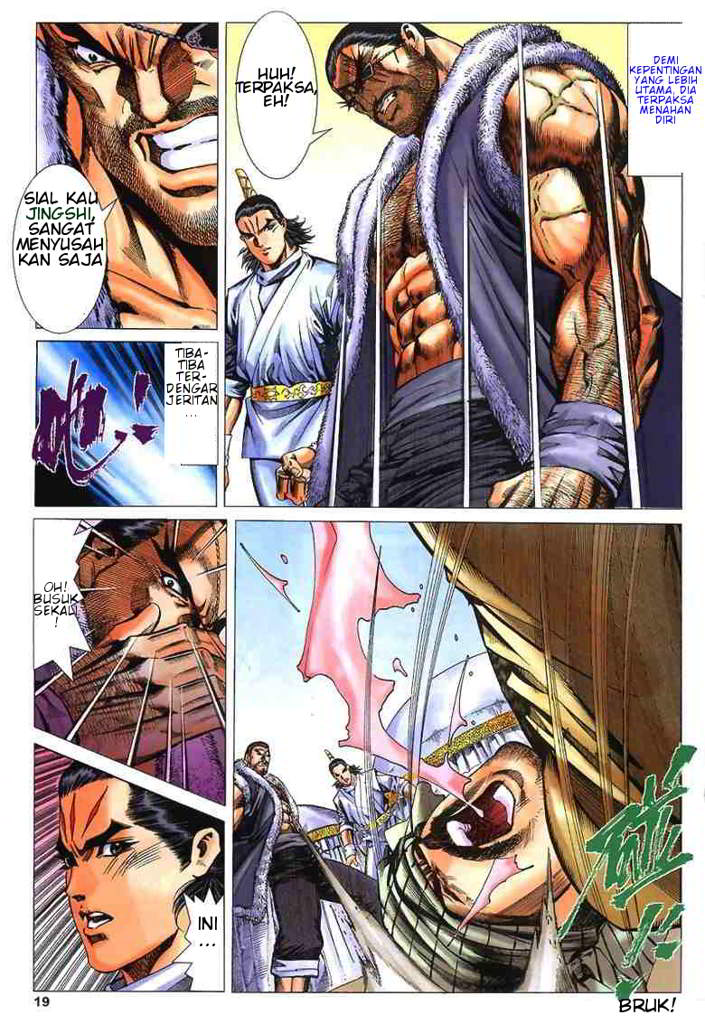 DEMI
KEPENTINGAN
YANG LEBIH
UTAMA, DIA
TERPAKSA
MENAHAN
DIRI
HUH!
TERPAKSA,
EH!
SIAL KAU
JINGSHI,
SANGAT
MENYUSAH
KAN SAJA
TIBA-
TIBA
TER-
DENGAR
JERITAN
...
OH!
BUSUK
SEKALI
!
INI
...
BRUK!
19